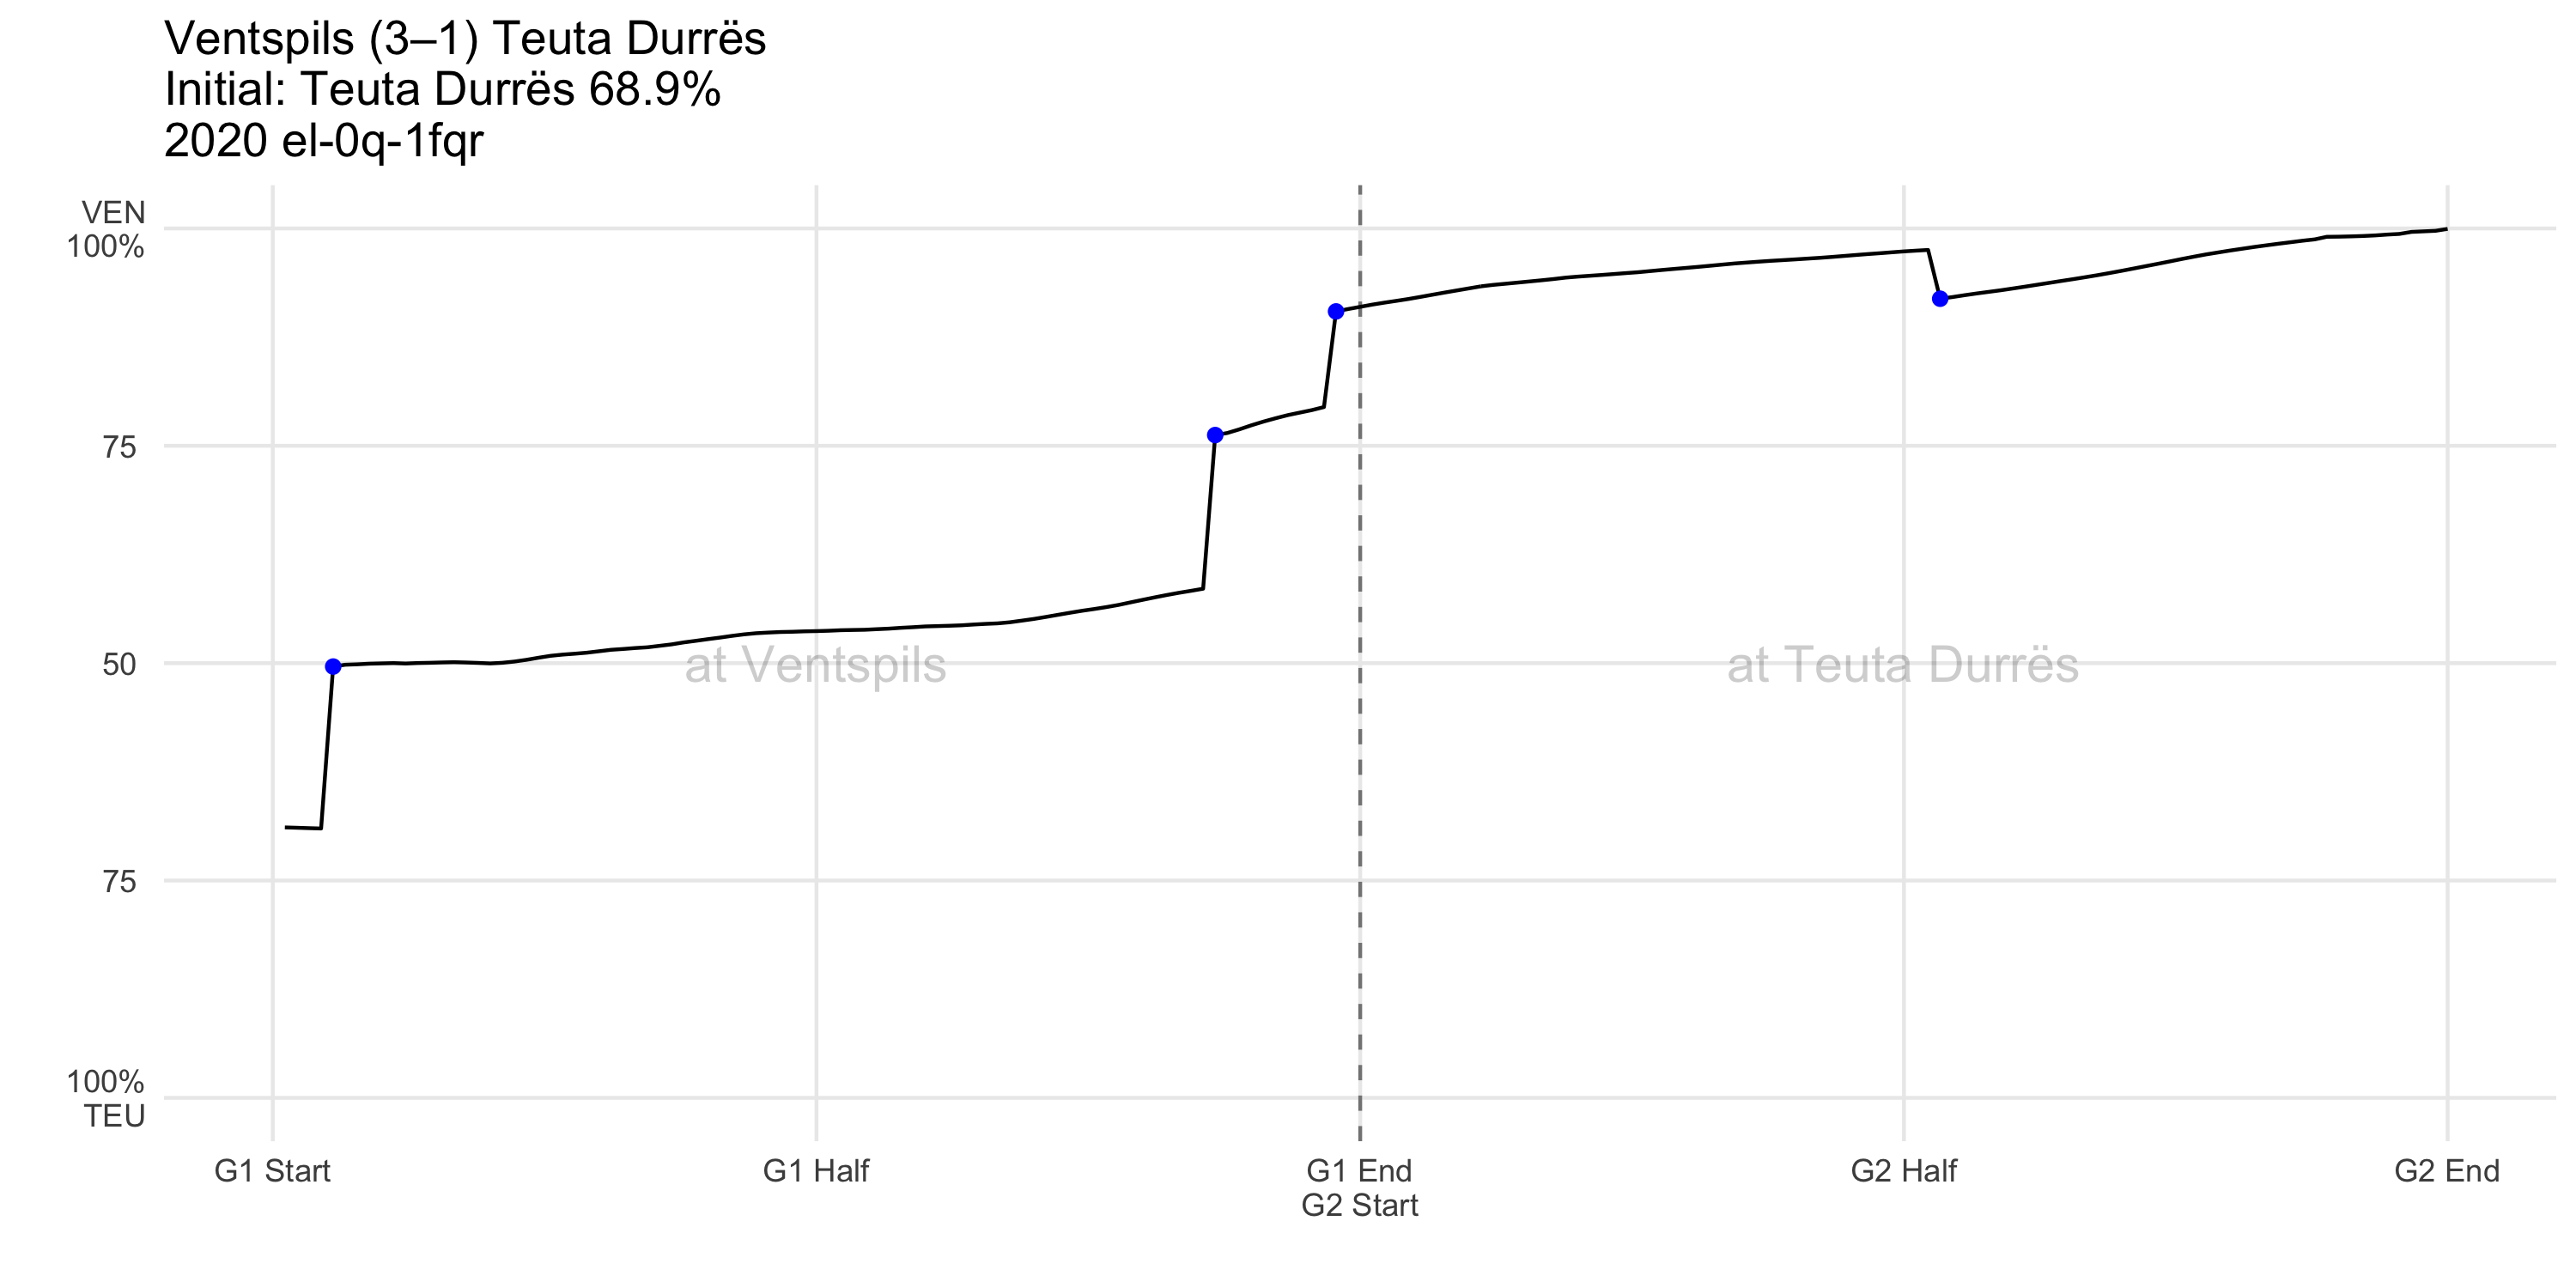 Ventspils (3–1) Teuta Durrës
Initial: Teuta Durrës 68.9%
2020 el-0q-1fqr
VEN
100%
75
50
75
100%
TEU
at Ventspils
at Teuta Durrës
G1 Start
G1 Half
G1 End
G2 Start
G2 Half
G2 End